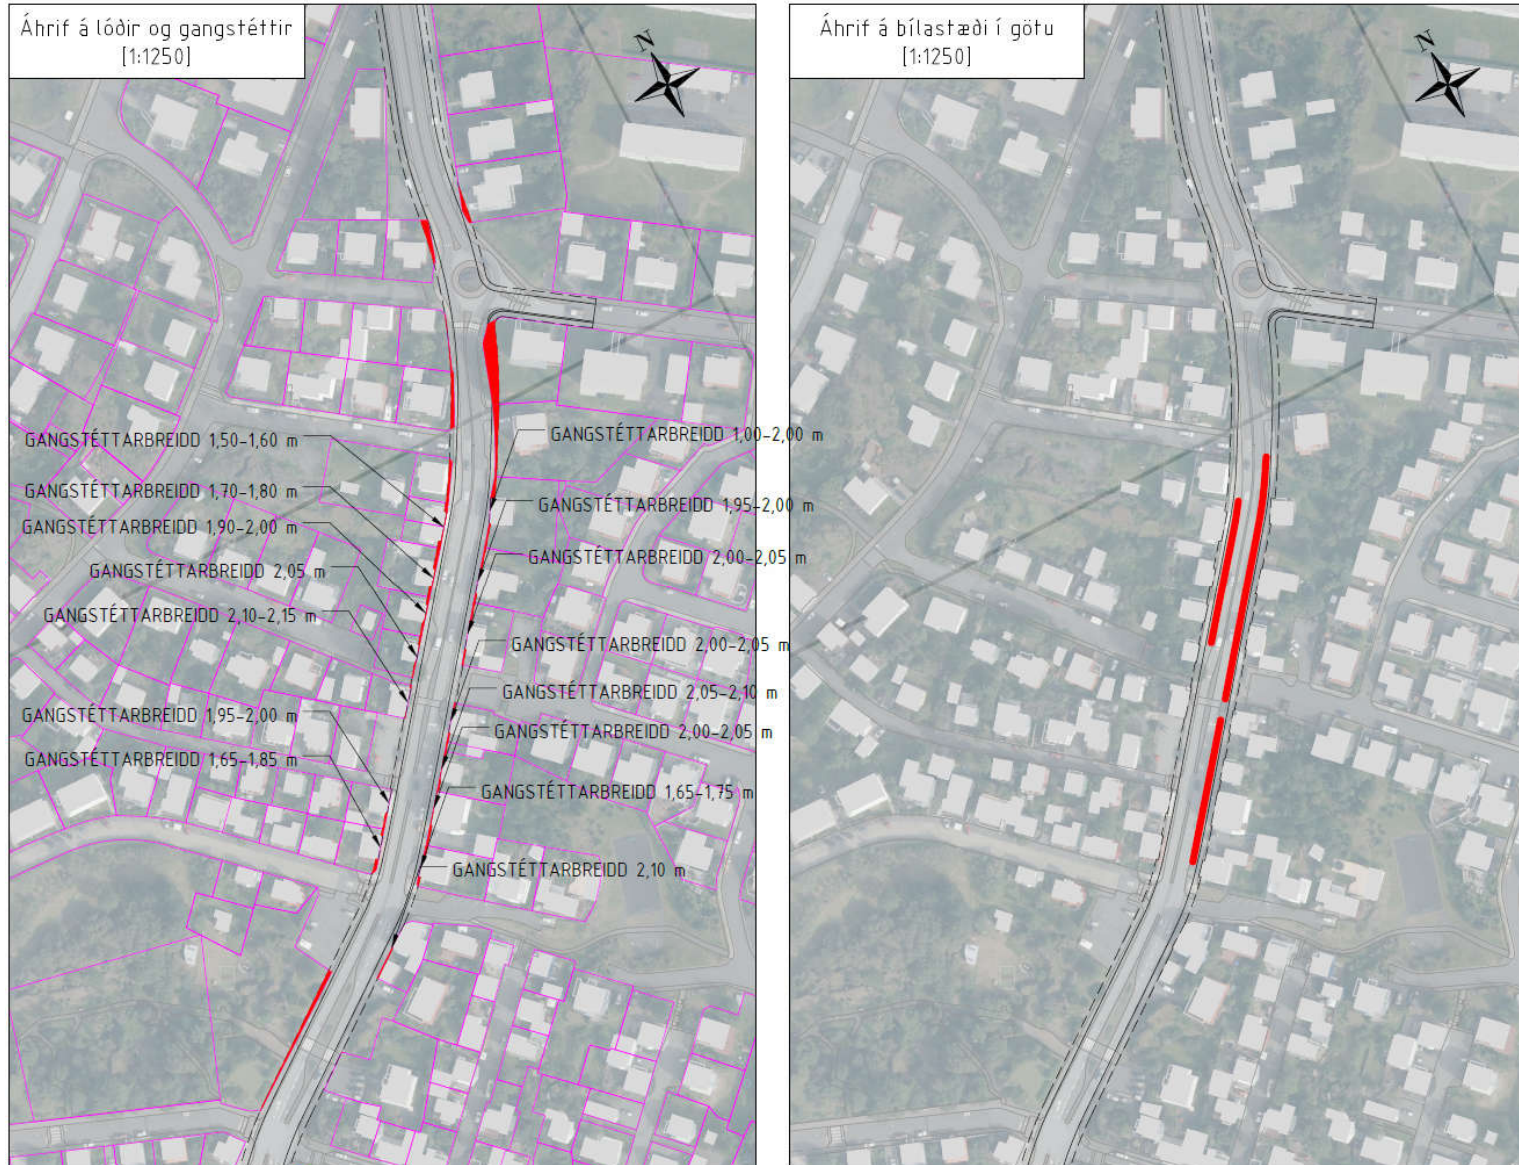 Áhrif á lóðir og gangstéttir
[1:1250]
N
GANGSTÉTTARBREIDD 1,50-1,60 m
GANGSTÉTTARBREIDD 1,70-1,80 m
GANGSTÉTTARBREIDD 1,90-2,00 m
GANGSTÉTTARBREIDD 2,05 m
GANGSTÉTTARBREIDD 2,10-2,15 m
GANGSTÉTTARBREIDD 1,95-2,00 m
GANGSTÉTTARBREIDD 1,65-1,85 m
GANGSTÉTTARBREIDD 1,00-2,00 m
GANGSTÉTTARBREIDD 1,95-2,00 m
GANGSTÉTTARBREIDD 2,00-2,05 m
GANGSTÉTTARBREIDD 2,00-2,05 m
GANGSTÉTTARBREIDD 2,05-2,10 m
GANGSTÉTTARBREIDD 2,00-2,05 m
GANGSTÉTTARBREIDD 1,65-1,75 m
GANGSTÉTTARBREIDD 2,10 m
Áhrif á bílastæði í götu
[1:1250]
N